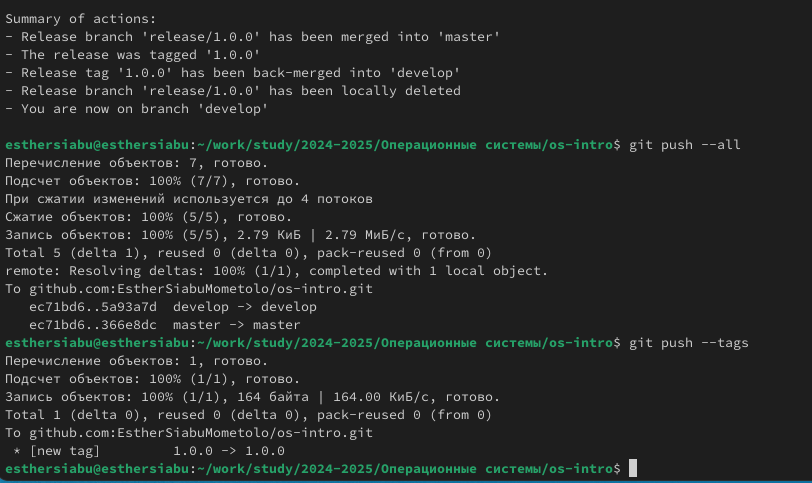 Summary of actions:
- Release branch 'release/1.0.0' has been merged into 'master'
- The release was tagged '1.0.0'
- Release tag '1.0.0' has been back-merged into 'develop'
- Release branch 'release/1.0.0' has been locally deleted
- You are now on branch 'develop'

esthersiabu@esthersiabu:~/work/study/2024-2025/Операционные системы/os-intro$ git push --all
Перечисление объектов: 7, готово.
Подсчет объектов: 100% (7/7), готово.
При сжатии изменений используется до 4 потоков
Сжатие объектов: 100% (5/5), готово.
Запись объектов: 100% (5/5), 2.79 КиБ | 2.79 МиБ/с, готово.
Total 5 (delta 1), reused 0 (delta 0), pack-reused 0 (from 0)
remote: Resolving deltas: 100% (1/1), completed with 1 local object.
To github.com:EstherSiabuMometolo/os-intro.git
   ec71bd6..5a93a7d  develop -> develop
   ec71bd6..366e8dc  master -> master
esthersiabu@esthersiabu:~/work/study/2024-2025/Операционные системы/os-intro$ git push --tags
Перечисление объектов: 1, готово.
Подсчет объектов: 100% (1/1), готово.
Запись объектов: 100% (1/1), 164 байта | 164.00 КиБ/с, готово.
Total 1 (delta 0), reused 0 (delta 0), pack-reused 0 (from 0)
To github.com:EstherSiabuMometolo/os-intro.git
 * [new tag]         1.0.0 -> 1.0.0
esthersiabu@esthersiabu:~/work/study/2024-2025/Операционные системы/os-intro$